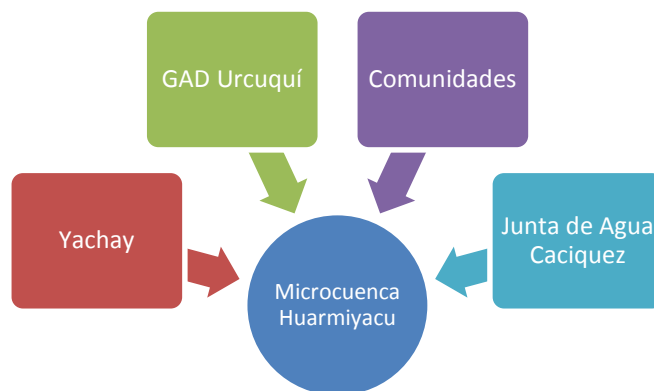 GAD Urcuquí
Comunidades
Yachay
Junta de Agua
Caciquez
Microcuenca
Huarmiyacu